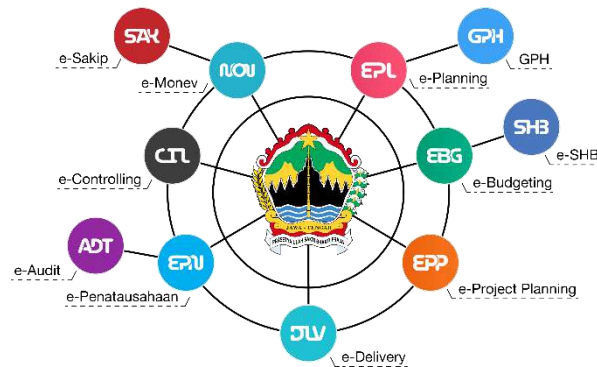 SAK
e-Sakip
MON
e-Monev
EPL
e-Planning
GPH
GPH
CTL
e-Controlling
EBG
e-Budgeting
SHB
e-SHB
ADT
e-Audit
EPN
e-Penatausahaan
EPP
e-Project Planning
DLV
e-Delivery
JAWA - TENGAH